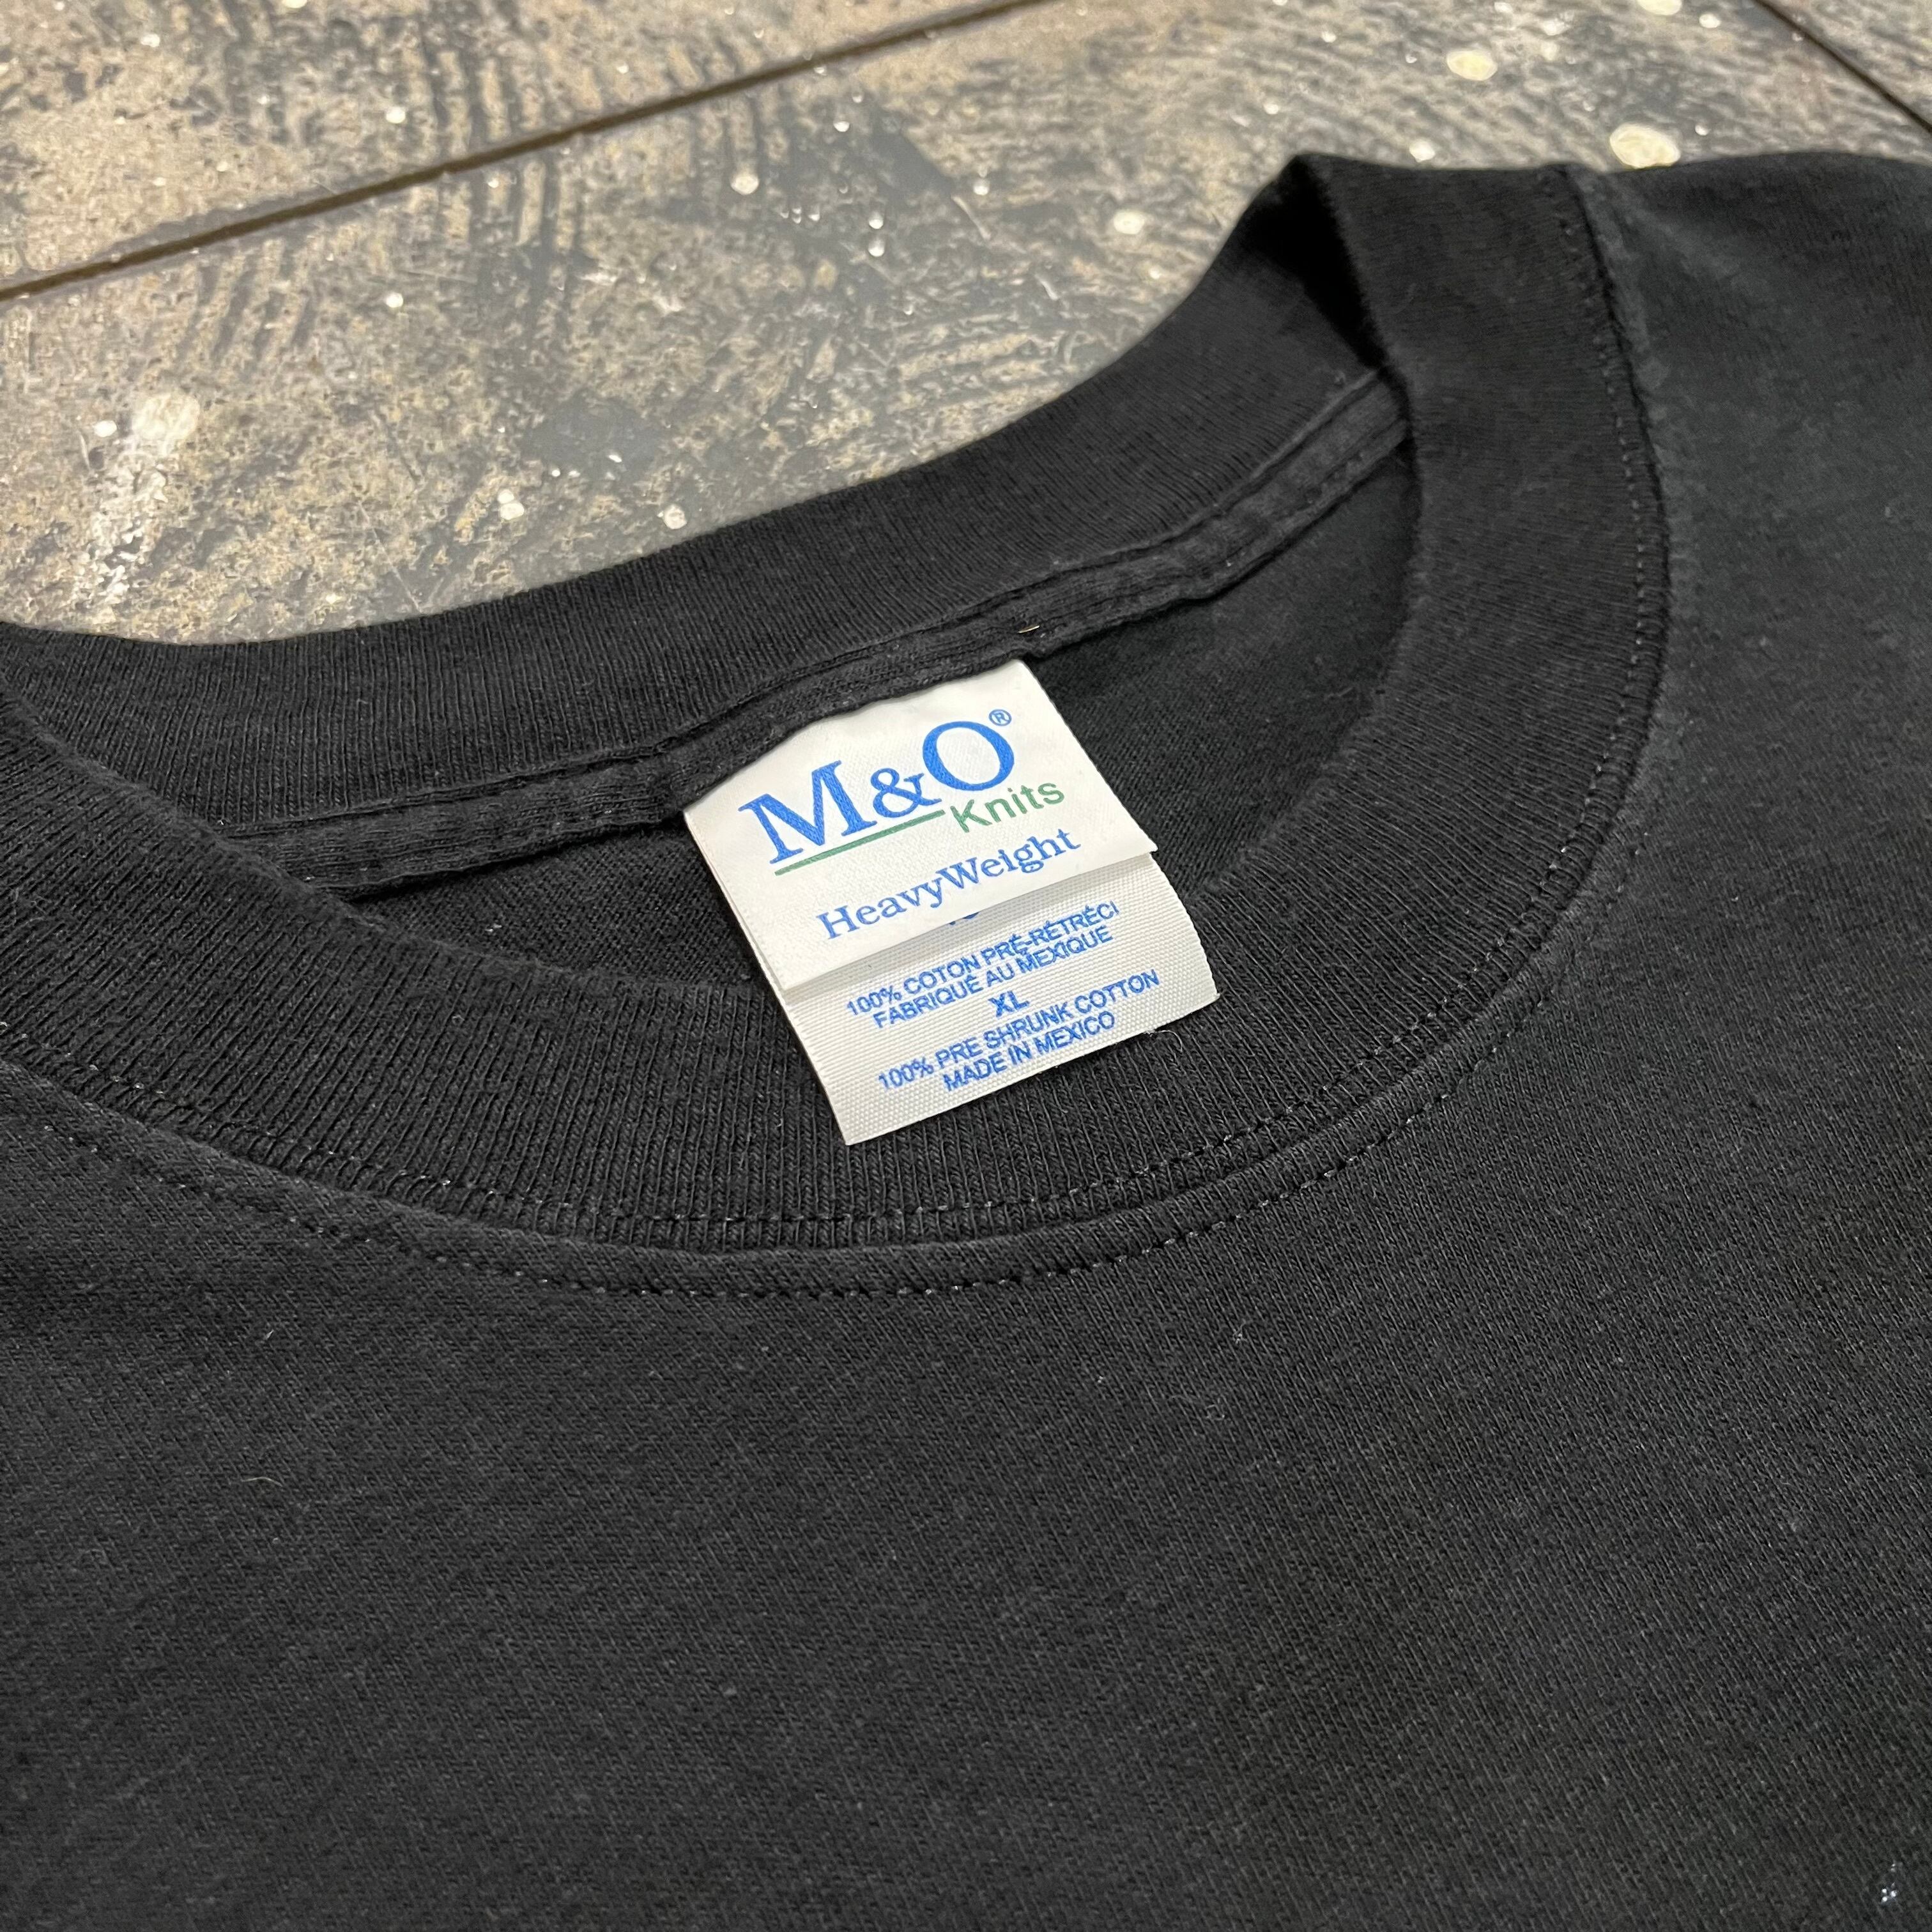 M&O®
Knits
HeavyWeight
100% COTON PRÉ-RÉTRÉCI
FABRIQUÉ AU MEXIQUE
XL
100% PRE SHRUNK COTTON
MADE IN MEXICO